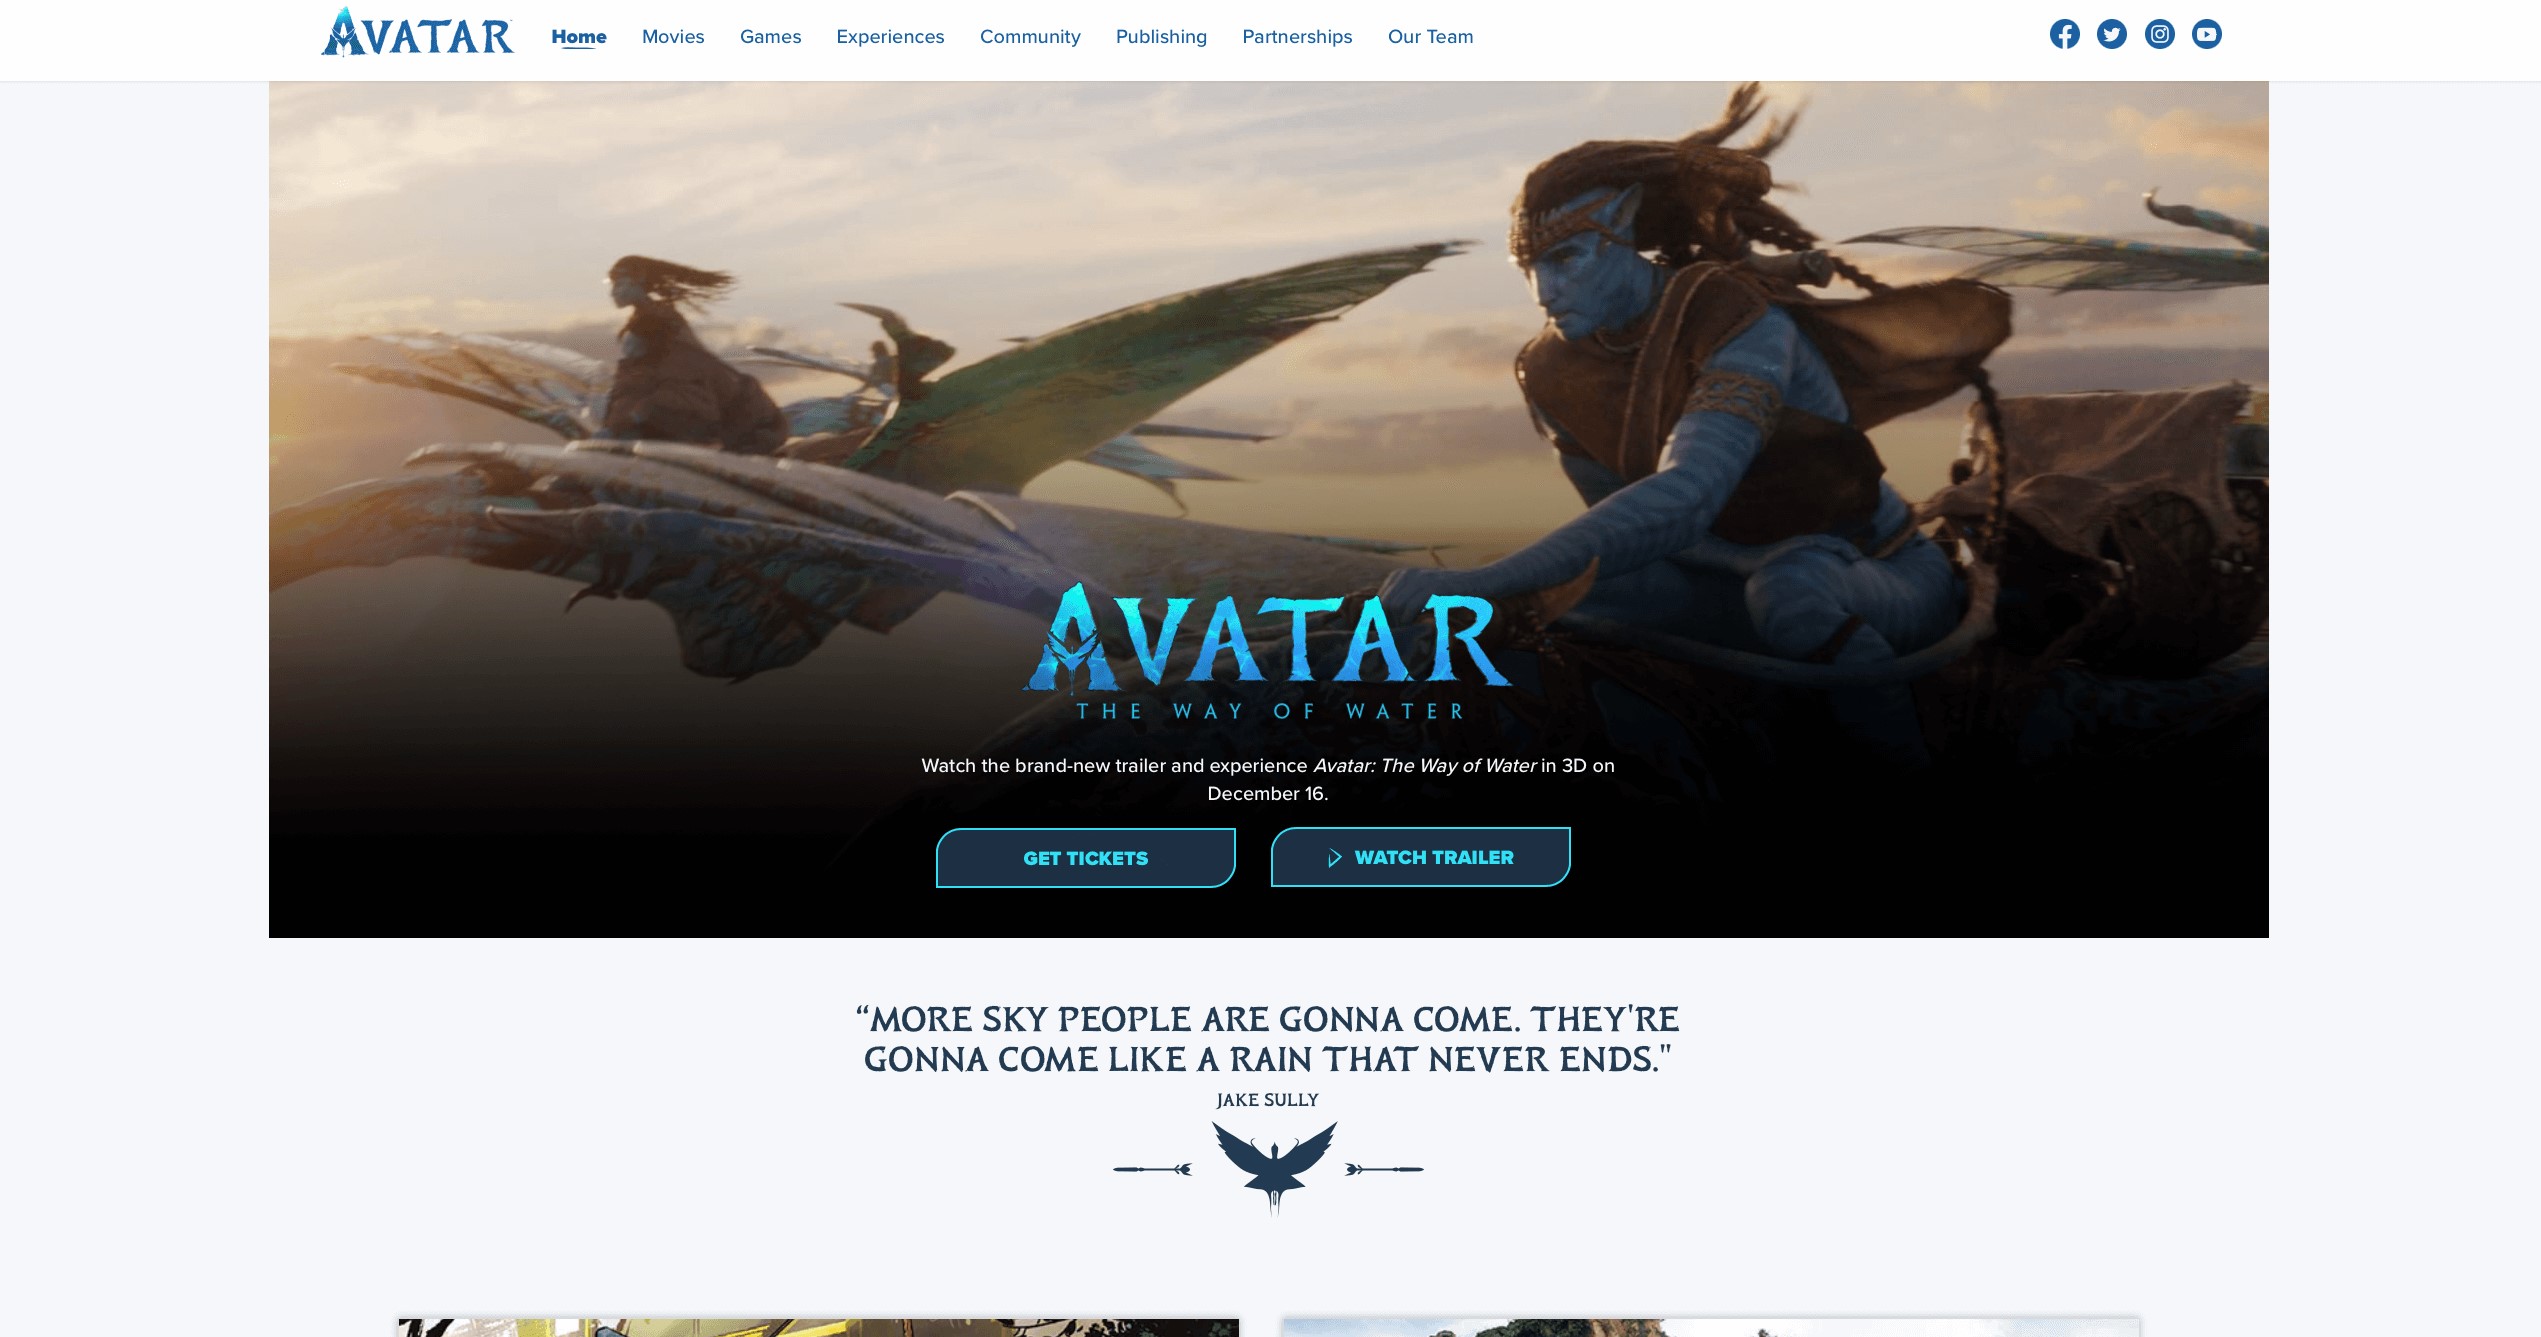 AVATAR
Home Movies Games Experiences Community Publishing Partnerships Our Team
AVATAR
THE WAY OF WATER
Watch the brand-new trailer and experience Avatar: The Way of Water in 3D on
December 16.
GET TICKETS
WATCH TRAILER
“MORE SKY PEOPLE ARE GONNA COME. THEY'RE
GONNA COME LIKE A RAIN THAT NEVER ENDS."
JAKE SULLY